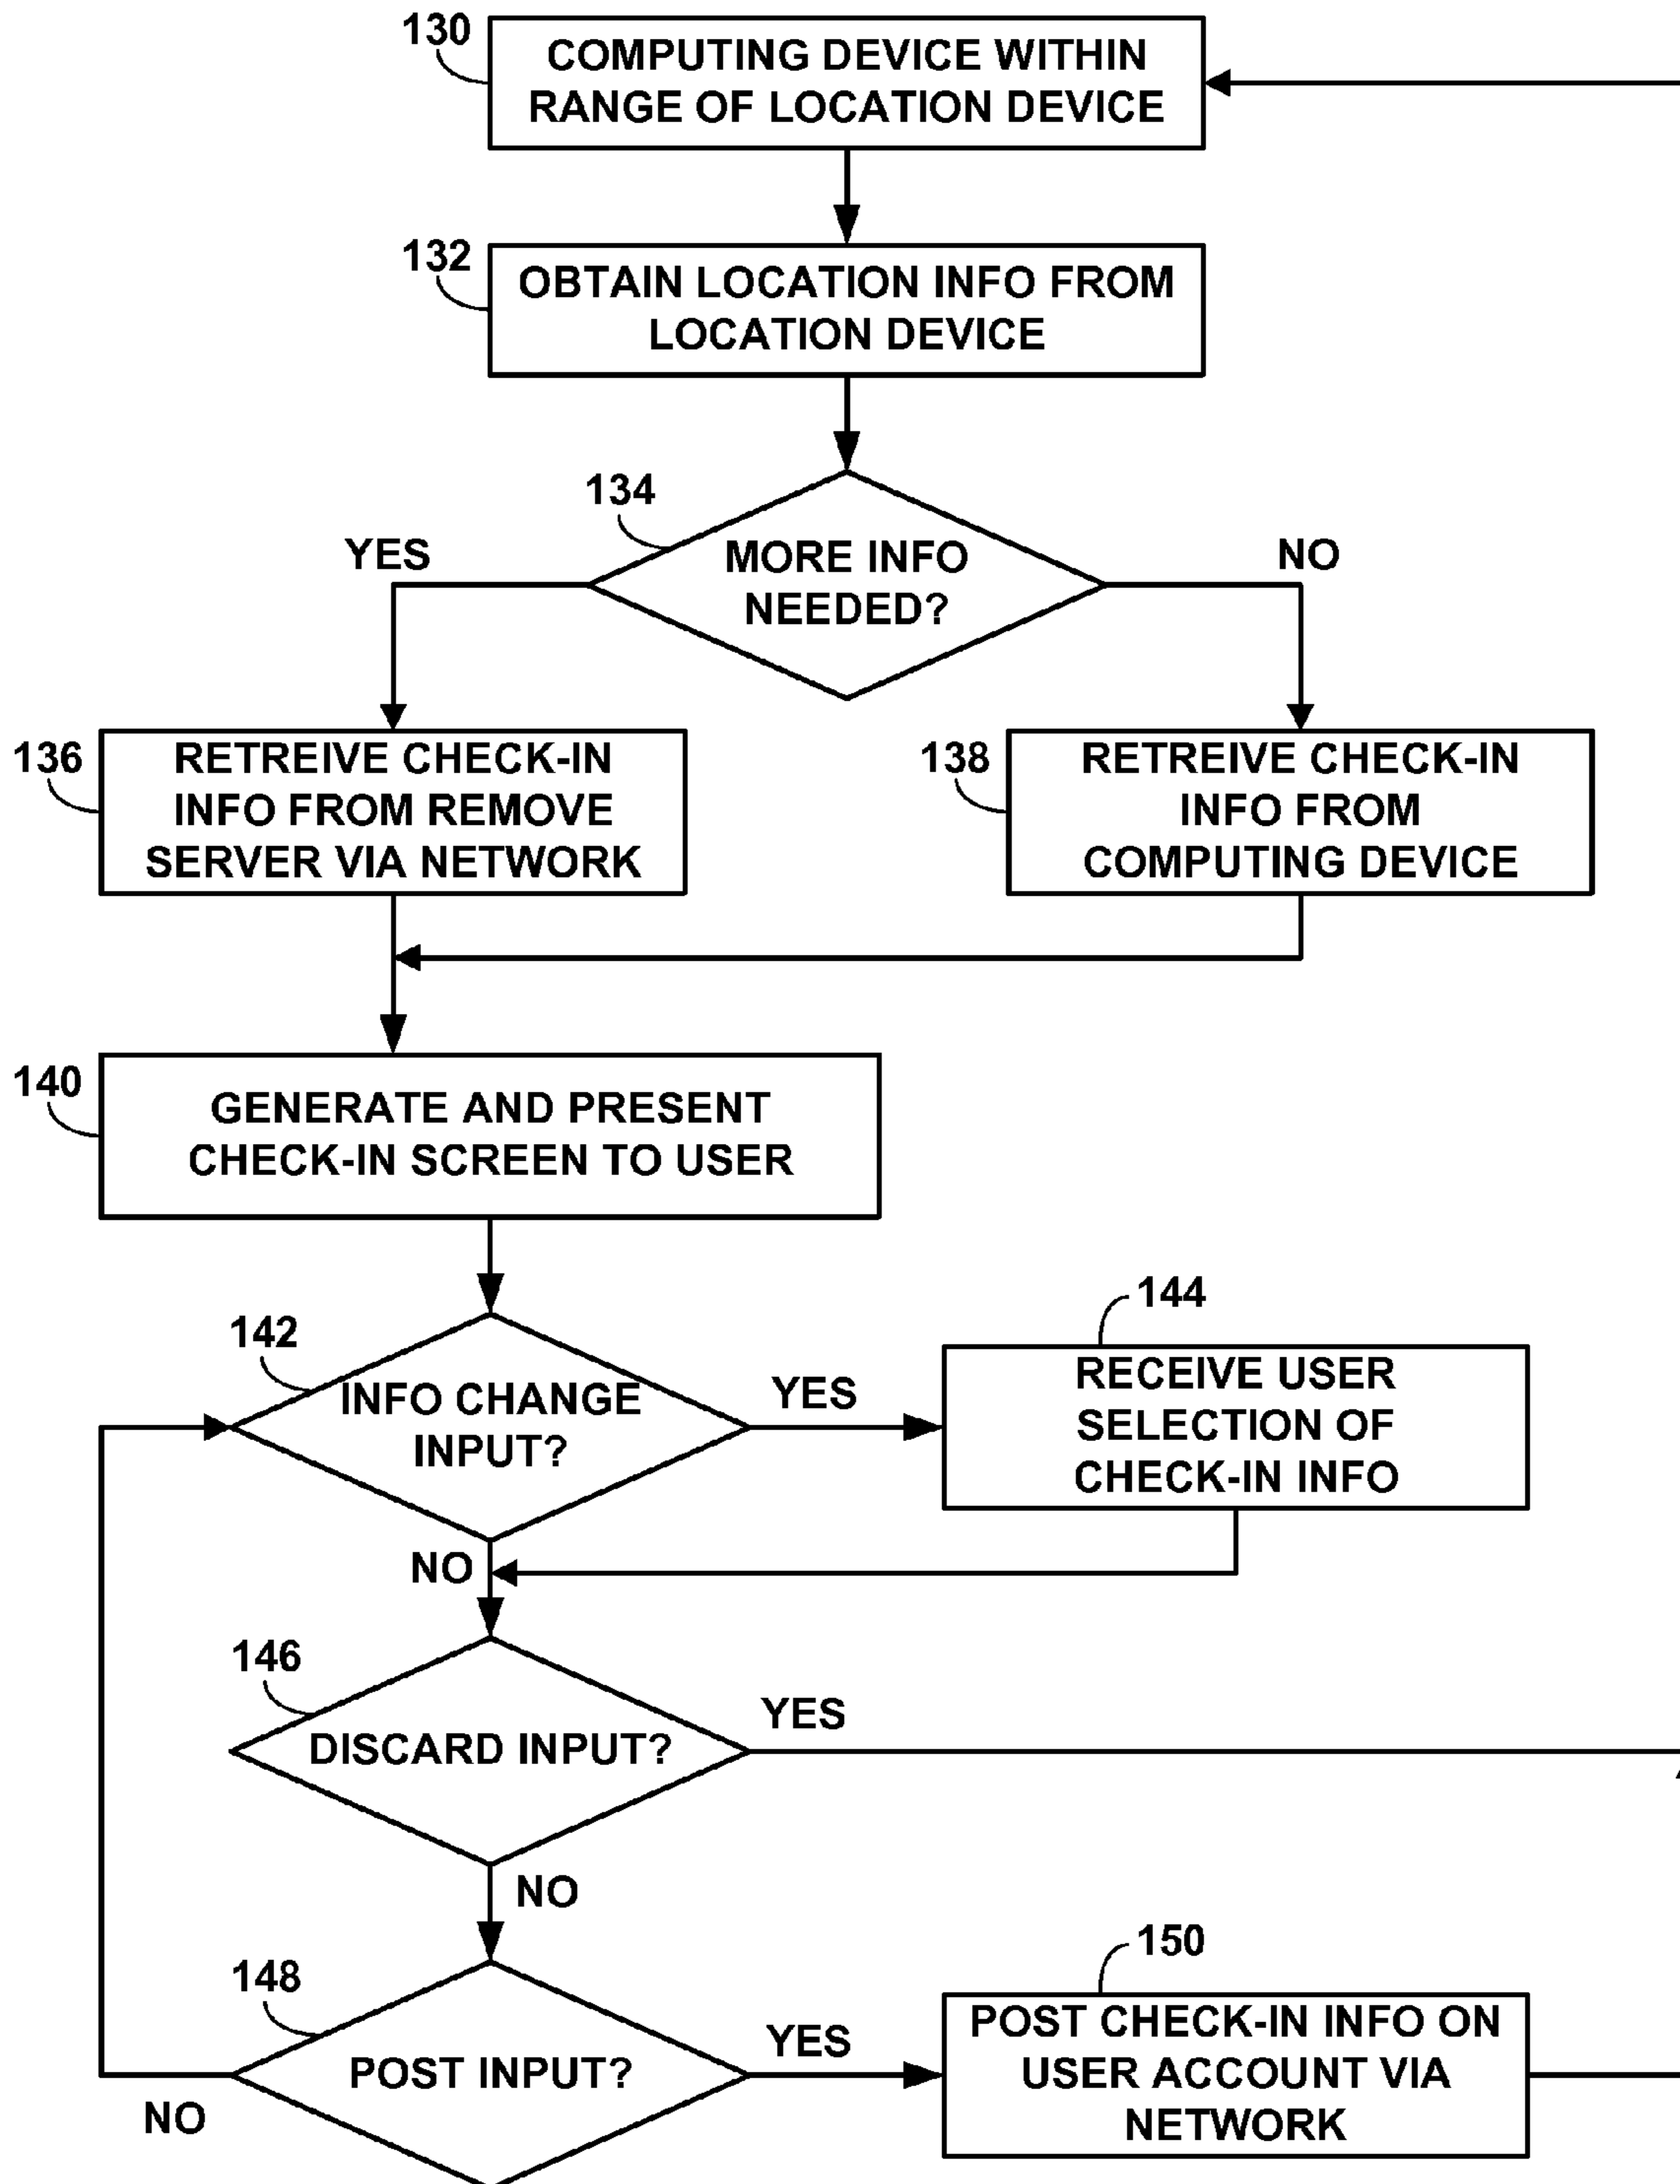 130
COMPUTING DEVICE WITHIN
RANGE OF LOCATION DEVICE
132
OBTAIN LOCATION INFO FROM
LOCATION DEVICE
134
MORE INFO
NEEDED?
YES
NO
136
RETREIVE CHECK-IN
INFO FROM REMOVE
SERVER VIA NETWORK
138
RETREIVE CHECK-IN
INFO FROM
COMPUTING DEVICE
140
GENERATE AND PRESENT
CHECK-IN SCREEN TO USER
142
INFO CHANGE
INPUT?
YES
144
RECEIVE USER
SELECTION OF
CHECK-IN INFO
NO
146
DISCARD INPUT?
YES
NO
148
POST INPUT?
YES
NO
150
POST CHECK-IN INFO ON
USER ACCOUNT VIA
NETWORK